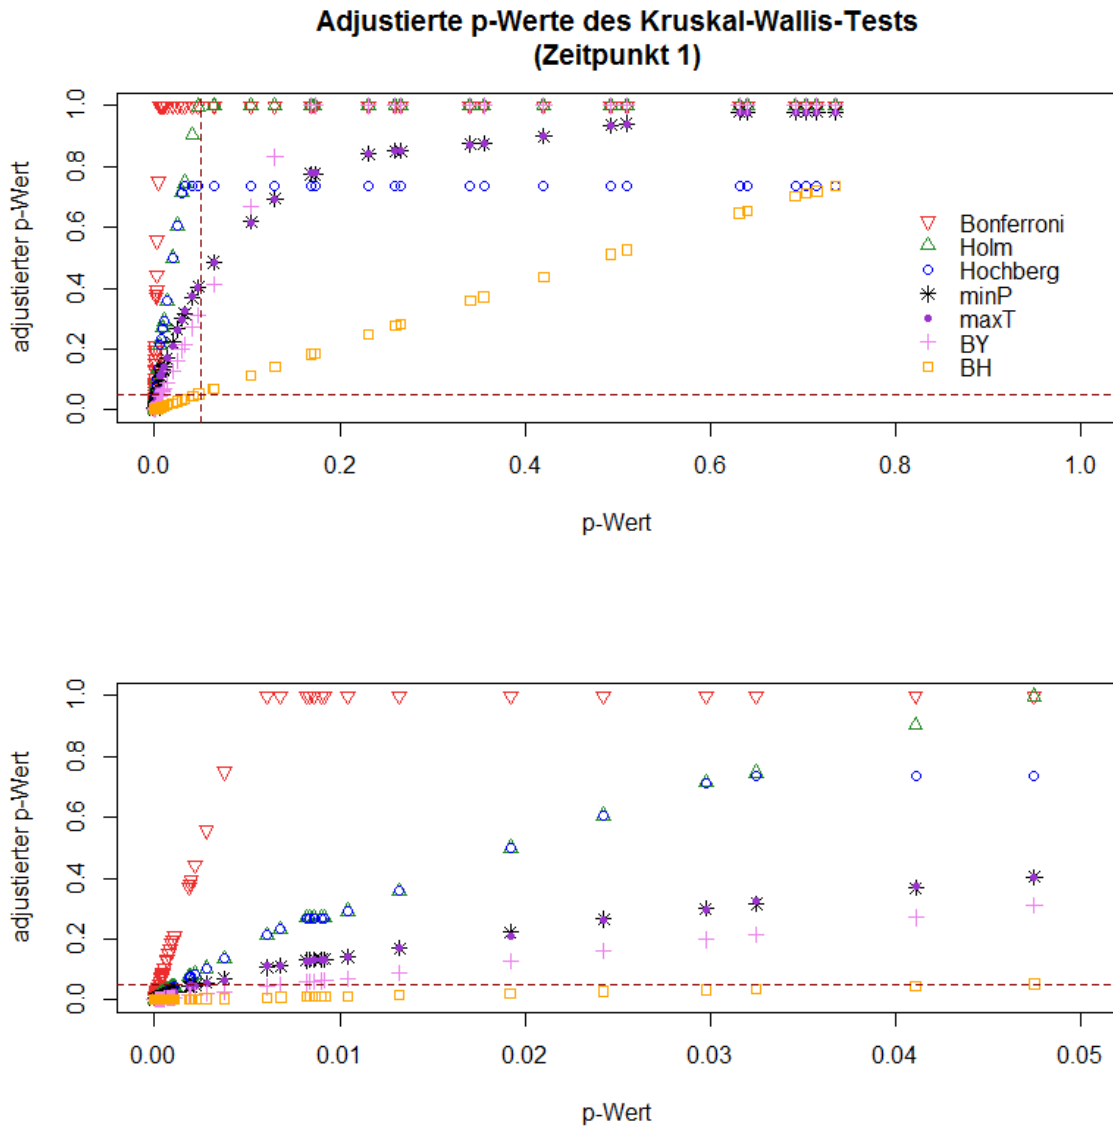 Adjustierte p-Werte des Kruskal-Wallis-Tests
(Zeitpunkt 1)
adjustierter p-Wert
1.0
0.8
0.6
0.4
0.2
0.0
Bonferroni
Holm
Hochberg
minP
maxT
BY
BH
0.0 0.2 0.4 0.6 0.8 1.0
p-Wert
adjustierter p-Wert
1.0
0.8
0.6
0.4
0.2
0.0
0.00 0.01 0.02 0.03 0.04 0.05
p-Wert